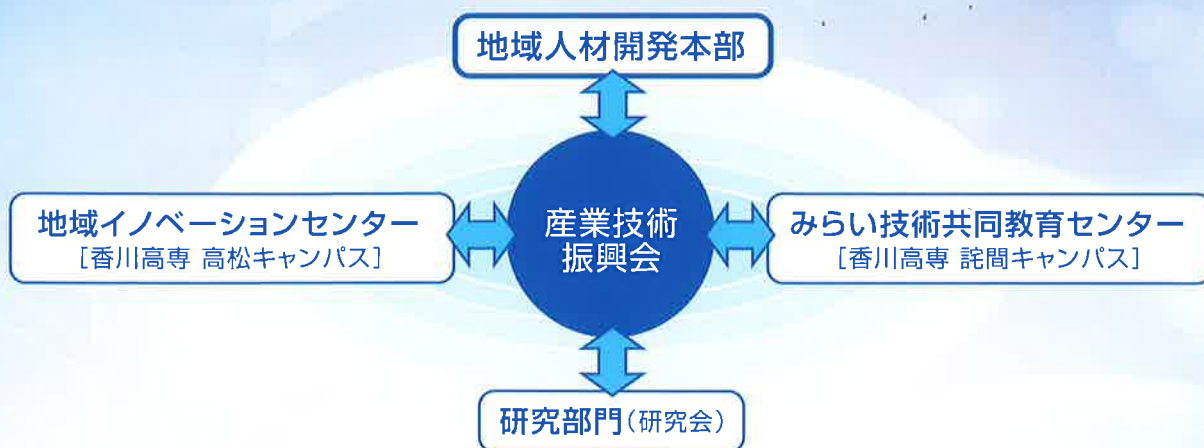 地域人材開発本部
地域イノベーションセンター
[香川高専 高松キャンパス]
産業技術
振興会
みらい技術共同教育センター
[香川高専 詫間キャンパス]
研究部門(研究会)